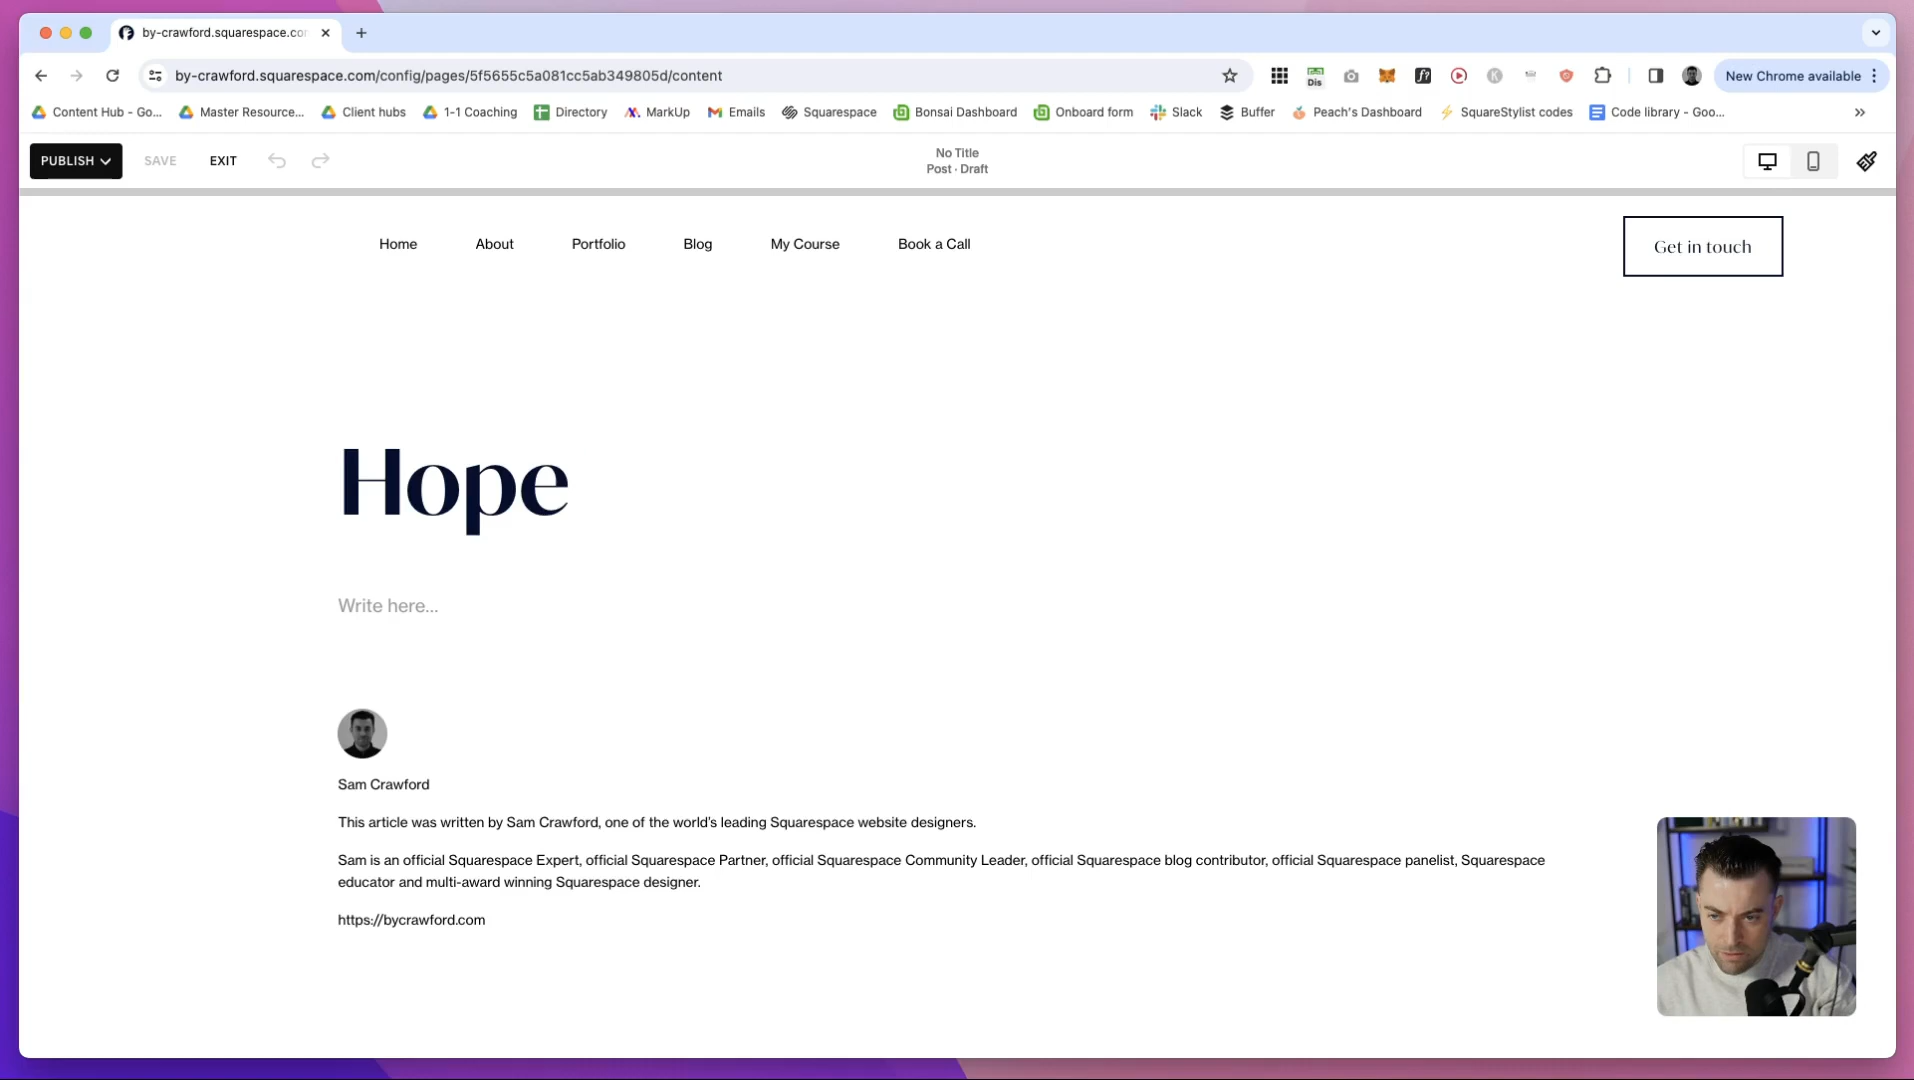 by-crawford.squarespace.co
by-crawford.squarespace.com/config/pages/5f5655c5a081cc5ab349805d/content
Dis
New Chrome available
Content Hub - Go...
Master Resource...
Client hubs
1-1 Coaching
Directory
MarkUp
Emails
Squarespace
Bonsai Dashboard
Onboard form
Slack
Buffer
Peach's Dashboard
SquareStylist codes
Code library - Goo...
PUBLISH
SAVE
EXIT
No Title
Post · Draft
Home
About
Portfolio
Blog
My Course
Book a Call
Get in touch
Hope
Write here...
Sam Crawford
This article was written by Sam Crawford, one of the world's leading Squarespace website designers.
Sam is an official Squarespace Expert, official Squarespace Partner, official Squarespace Community Leader, official Squarespace blog contributor, official Squarespace panelist, Squarespace
educator and multi-award winning Squarespace designer.
https://bycrawford.com